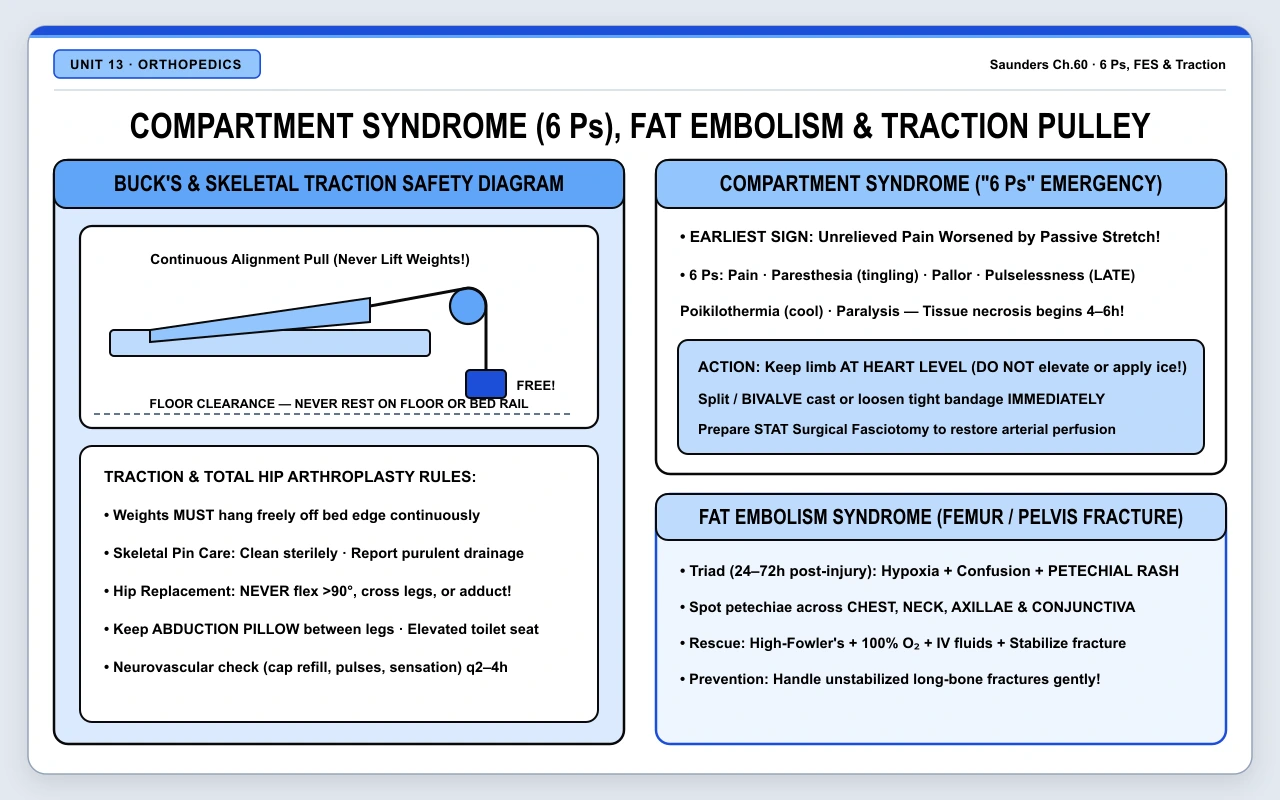 UNIT 13 · ORTHOPEDICS
Saunders Ch.60 · 6 Ps, FES & Traction
COMPARTMENT SYNDROME (6 Ps), FAT EMBOLISM & TRACTION PULLEY
BUCK'S & SKELETAL TRACTION SAFETY DIAGRAM
Continuous Alignment Pull (Never Lift Weights!)
FREE!
FLOOR CLEARANCE — NEVER REST ON FLOOR OR BED RAIL
TRACTION & TOTAL HIP ARTHROPLASTY RULES:
• Weights MUST hang freely off bed edge continuously
• Skeletal Pin Care: Clean sterilely · Report purulent drainage
• Hip Replacement: NEVER flex >90°, cross legs, or adduct!
• Keep ABDUCTION PILLOW between legs · Elevated toilet seat
• Neurovascular check (cap refill, pulses, sensation) q2–4h
COMPARTMENT SYNDROME ("6 Ps" EMERGENCY)
• EARLIEST SIGN: Unrelieved Pain Worsened by Passive Stretch!
• 6 Ps: Pain · Paresthesia (tingling) · Pallor · Pulselessness (LATE)
Poikilothermia (cool) · Paralysis — Tissue necrosis begins 4–6h!
ACTION: Keep limb AT HEART LEVEL (DO NOT elevate or apply ice!)
Split / BIVALVE cast or loosen tight bandage IMMEDIATELY
Prepare STAT Surgical Fasciotomy to restore arterial perfusion
FAT EMBOLISM SYNDROME (FEMUR / PELVIS FRACTURE)
• Triad (24–72h post-injury): Hypoxia + Confusion + PETECHIAL RASH
• Spot petechiae across CHEST, NECK, AXILLAE & CONJUNCTIVA
• Rescue: High-Fowler's + 100% O₂ + IV fluids + Stabilize fracture
• Prevention: Handle unstabilized long-bone fractures gently!